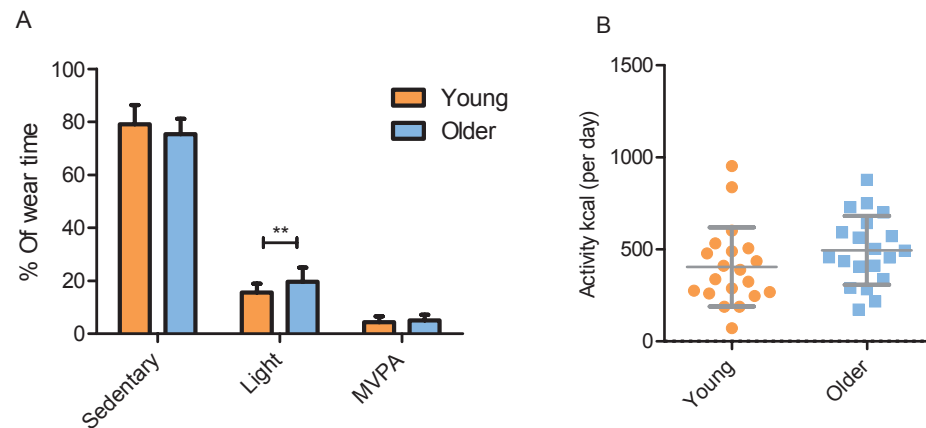 A
% Of wear time
100
80
60
40
20
0
Young
Older
**
Sedentary
Light
MVPA
B
Activity kcal (per day)
1500
1000
500
0
Young
Older